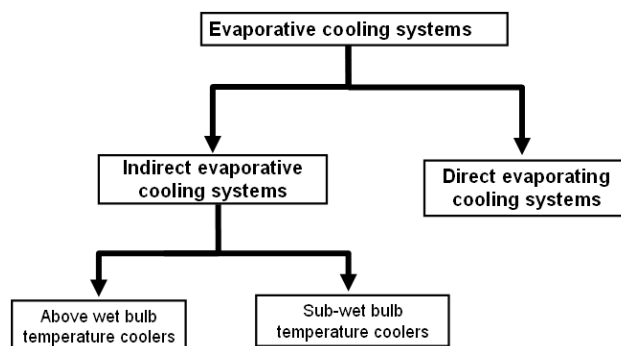 Evaporative cooling systems
Indirect evaporative
cooling systems
Direct evaporating
cooling systems
Above wet bulb
temperature coolers
Sub-wet bulb
temperature coolers